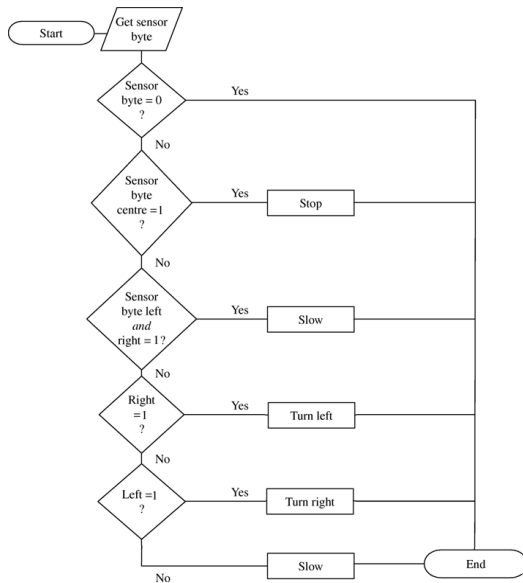 Start
Get sensor
byte
Sensor
byte = 0
?
Yes
No
Sensor
byte
centre =1
?
Yes
Stop
No
Sensor
byte left
and
right = 1?
Yes
Slow
No
Right
=1
?
Yes
Turn left
No
Left =1
?
Yes
Turn right
No
Slow
End